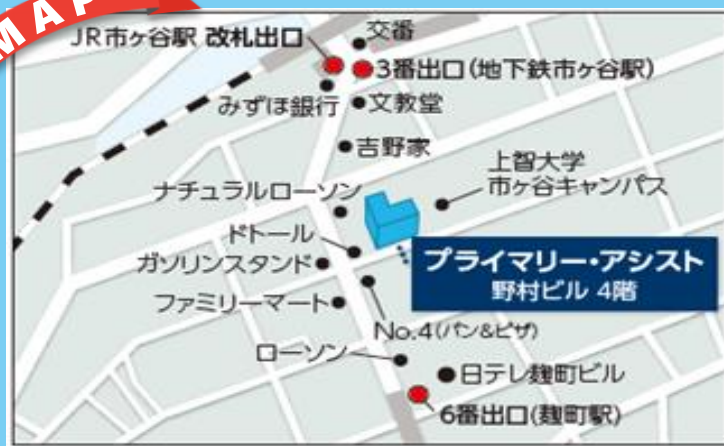 MAP
JR市ヶ谷駅 改札出口
交番
3番出口(地下鉄市ヶ谷駅)
みずほ銀行
文教堂
吉野家
上智大学
市ヶ谷キャンパス
ナチュラルローソン
ドトール
ガソリンスタンド
プライマリー・アシスト
野村ビル 4階
ファミリーマート
No.4(パン&ピザ)
ローソン
日テレ麹町ビル
6番出口(麹町駅)